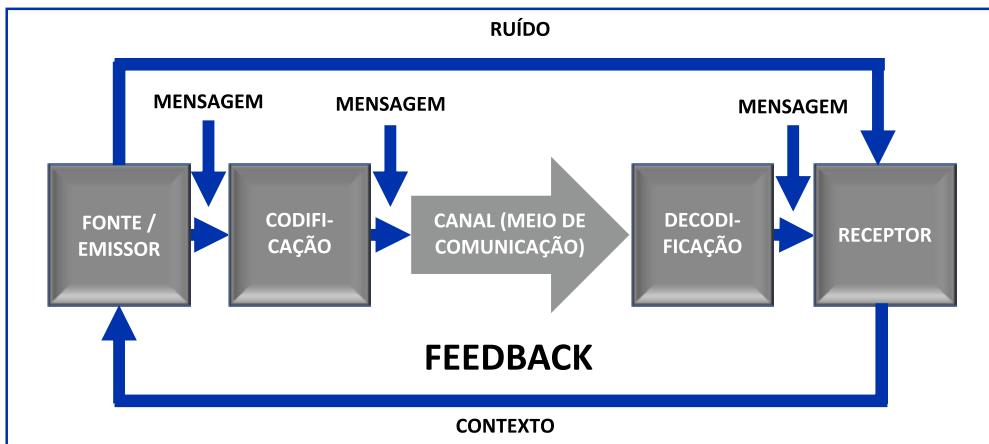 RUÍDO
MENSAGEM
MENSAGEM
MENSAGEM
FONTE /
EMISSOR
CODIFI-
CAÇÃO
CANAL (MEIO DE
COMUNICAÇÃO)
DECODI-
FICAÇÃO
RECEPTOR
FEEDBACK
CONTEXTO